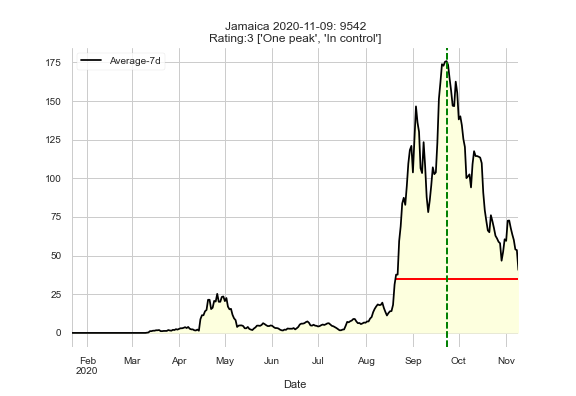 Jamaica 2020-11-09: 9542
Rating:3 ['One peak', 'In control']
Average-7d
175
150
125
100
75
50
25
0
Feb Mar Apr May Jun Jul Aug Sep Oct Nov
2020
Date